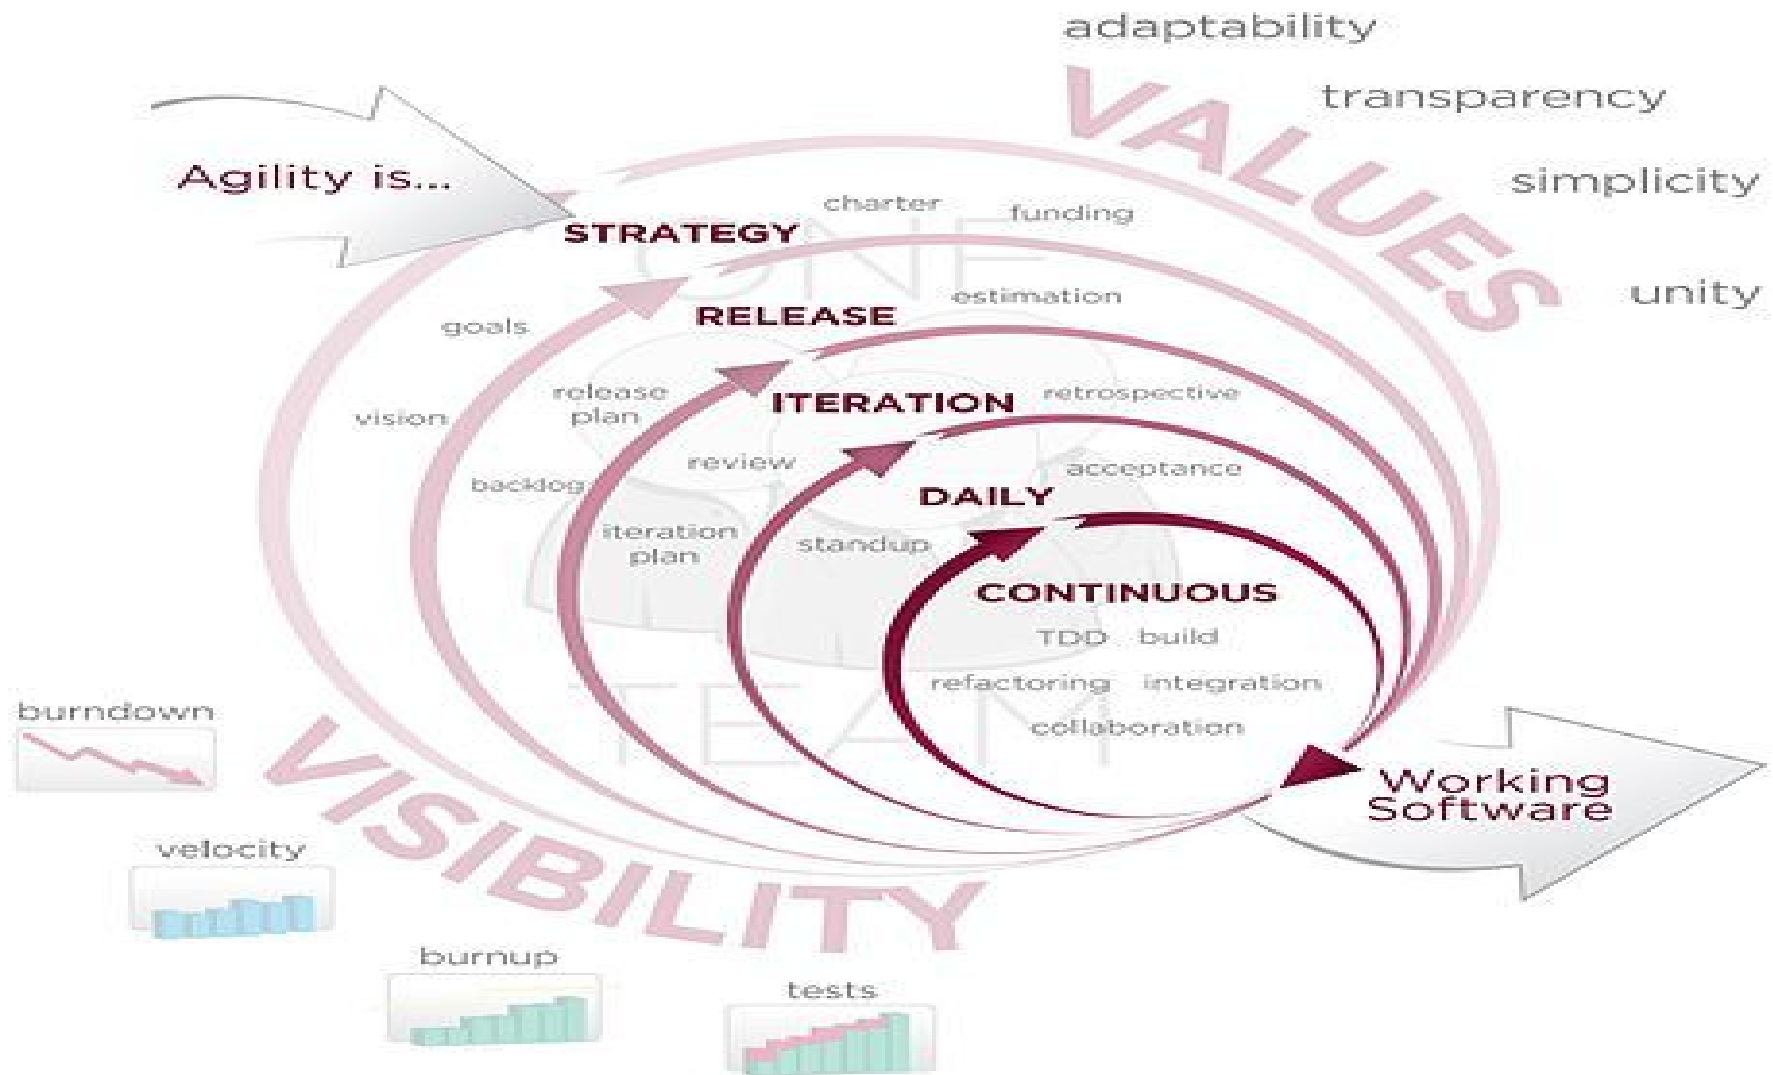 adaptability
VALUES
transparency
simplicity
unity
Agility is...
STRATEGY
charter
funding
goals
vision
ONE
RELEASE
estimation
release
plan
backlog
ITERATION
retrospective
review
iteration
plan
DAILY
acceptance
standup
CONTINUOUS
TDD build
refactoring integration
collaboration
TEAM
Working
Software
VISIBILITY
burndown
velocity
burnup
tests